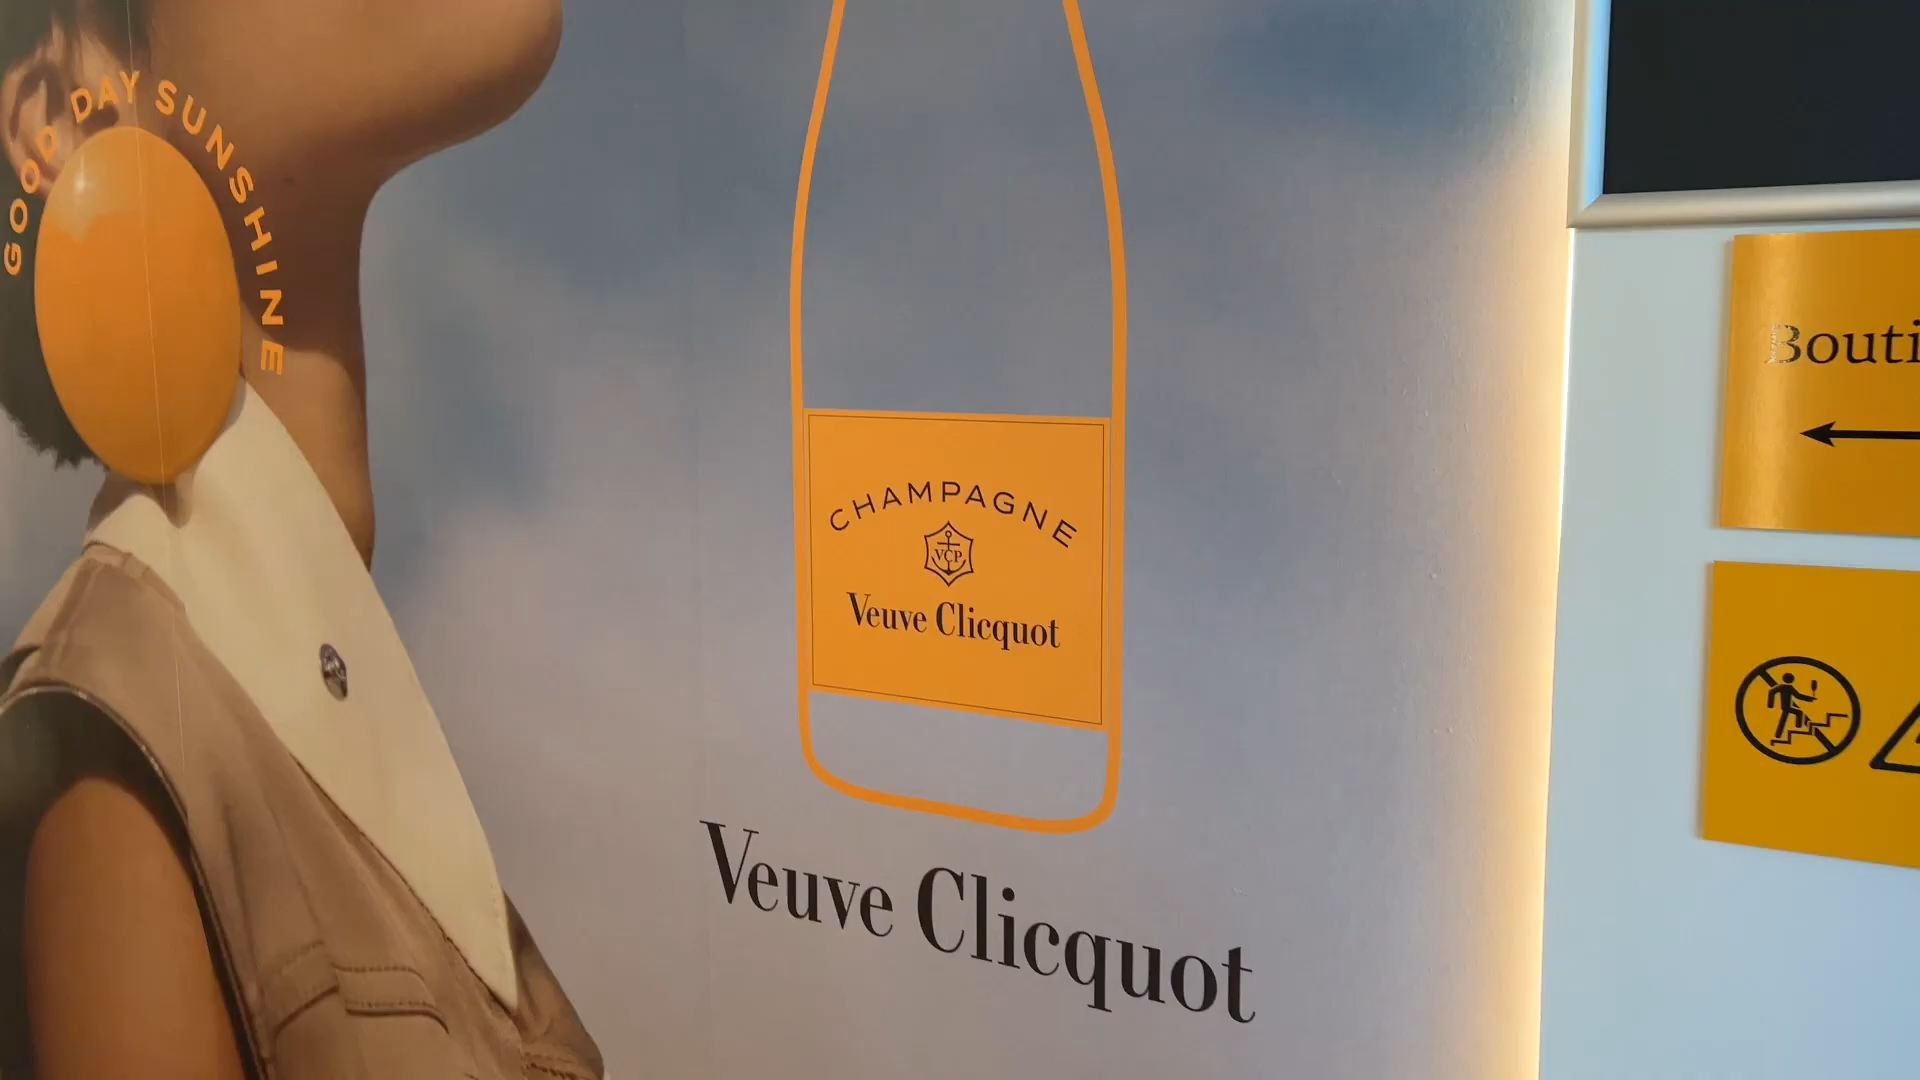 GOOD DAY SUNSHINE
CHAMPAGNE
VCP
Veuve Clicquot
Veuve Clicquot
Bouti